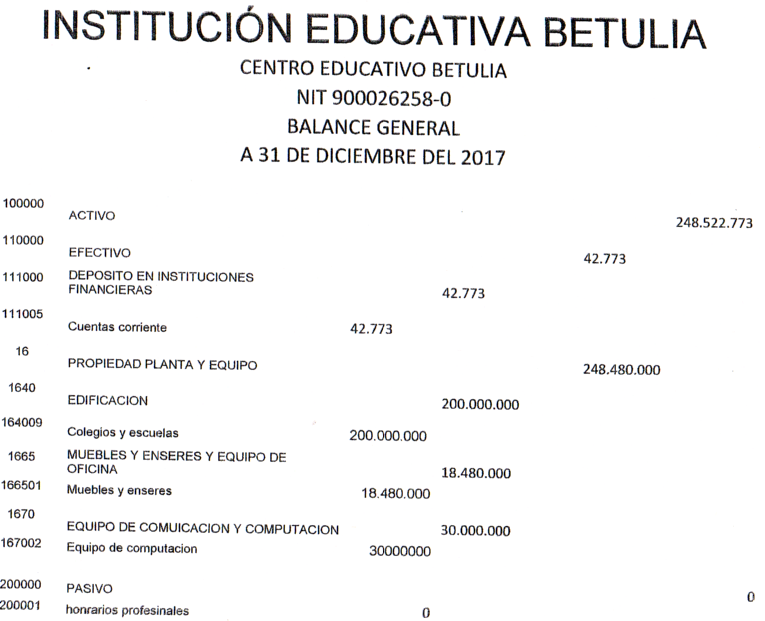 INSTITUCIÓN EDUCATIVA BETULIA
CENTRO EDUCATIVO BETULIA
NIT 900026258-0
BALANCE GENERAL
A 31 DE DICIEMBRE DEL 2017
100000 ACTIVO 248.522.773
110000 EFECTIVO 42.773
111000 DEPOSITO EN INSTITUCIONES
FINANCIERAS 42.773
111005 Cuentas corriente 42.773
16 PROPIEDAD PLANTA Y EQUIPO 248.480.000
1640 EDIFICACION 200.000.000
164009 Colegios y escuelas 200.000.000
1665 MUEBLES Y ENSERES Y EQUIPO DE
OFICINA 18.480.000
166501 Muebles y enseres 18.480.000
1670 EQUIPO DE COMUICACION Y COMPUTACION 30.000.000
167002 Equipo de computacion 30000000
200000 PASIVO 0
200001 honrarios profesinales 0